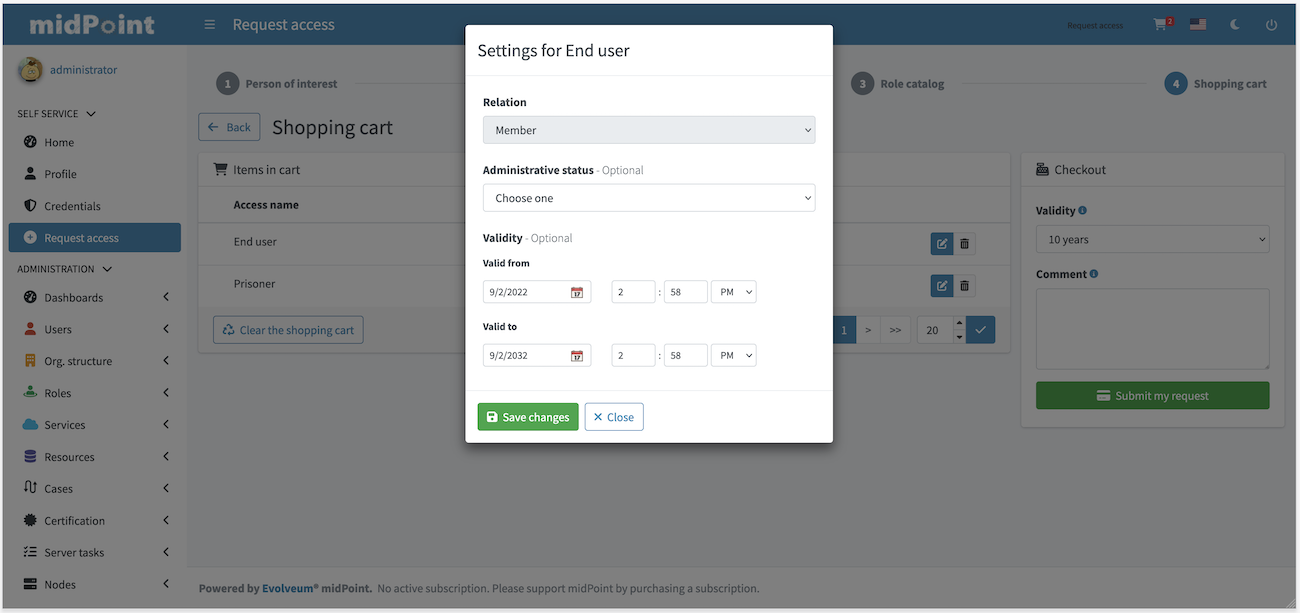 midPoint
Request access
Request access
2
administrator
SELF SERVICE
Home
Profile
Credentials
Request access
ADMINISTRATION
Dashboards
Users
Org. structure
Roles
Services
Resources
Cases
Certification
Server tasks
Nodes
1 Person of interest
3 Role catalog
4 Shopping cart
Back
Shopping cart
Items in cart
Access name
End user
Prisoner
Clear the shopping cart
1 > >> 20
Settings for End user
Relation
Member
Administrative status - Optional
Choose one
Validity - Optional
Valid from
9/2/2022 17 2 : 58 PM
Valid to
9/2/2032 17 2 : 58 PM
Save changes Close
Checkout
Validity
10 years
Comment
Submit my request
Powered by Evolveum® midPoint. No active subscription. Please support midPoint by purchasing a subscription.